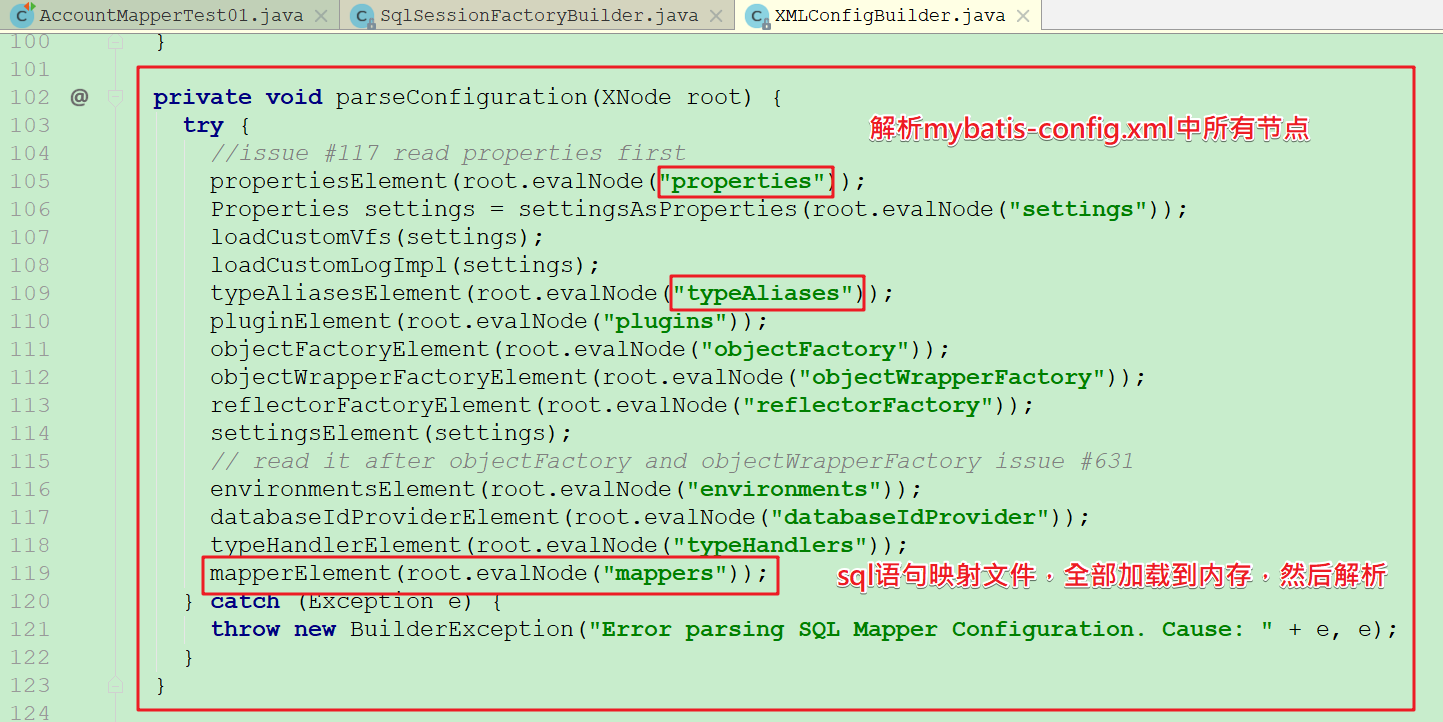 AccountMapperTest01.java SqlSessionFactoryBuilder.java XMLConfigBuilder.java
100 }
101
102 @ private void parseConfiguration(XNode root) {
解析mybatis-config.xml中所有节点
103 try {
104 //issue #117 read properties first
105 propertiesElement(root.evalNode("properties"));
106 Properties settings = settingsAsProperties(root.evalNode("settings"));
107 loadCustomVfs(settings);
108 loadCustomLogImpl(settings);
109 typeAliasesElement(root.evalNode("typeAliases"));
110 pluginElement(root.evalNode("plugins"));
111 objectFactoryElement(root.evalNode("objectFactory"));
112 objectWrapperFactoryElement(root.evalNode("objectWrapperFactory"));
113 reflectorFactoryElement(root.evalNode("reflectorFactory"));
114 settingsElement(settings);
115 // read it after objectFactory and objectWrapperFactory issue #631
116 environmentsElement(root.evalNode("environments"));
117 databaseIdProviderElement(root.evalNode("databaseIdProvider"));
118 typeHandlerElement(root.evalNode("typeHandlers"));
119 mapperElement(root.evalNode("mappers"));
sql语句映射文件，全部加载到内存，然后解析
120 } catch (Exception e) {
121 throw new BuilderException("Error parsing SQL Mapper Configuration. Cause: " + e, e);
122 }
123 }
124